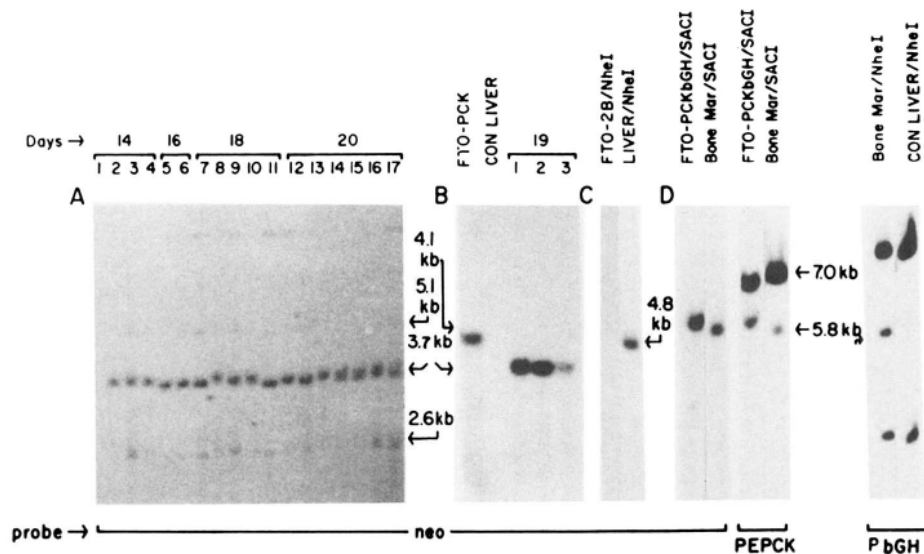 FTO-PCK
CON LIVER
FTO-2B/NheI
LIVER/NheI
FTO-PCKbGH/SACI
Bone Mar/SACI
FTO-PCKbGH/SACI
Bone Mar/SACI
Bone Mar/NheI
CON LIVER/NheI
Days → 14 16 18 20 19
1 2 3 4 5 6 7 8 9 10 11 12 13 14 15 16 17 1 2 3
A B C D
4.1 kb
5.1 kb
3.7 kb
2.6 kb
4.8 kb
←7.0 kb
←5.8 kb
probe → neo PEPCK P bGH